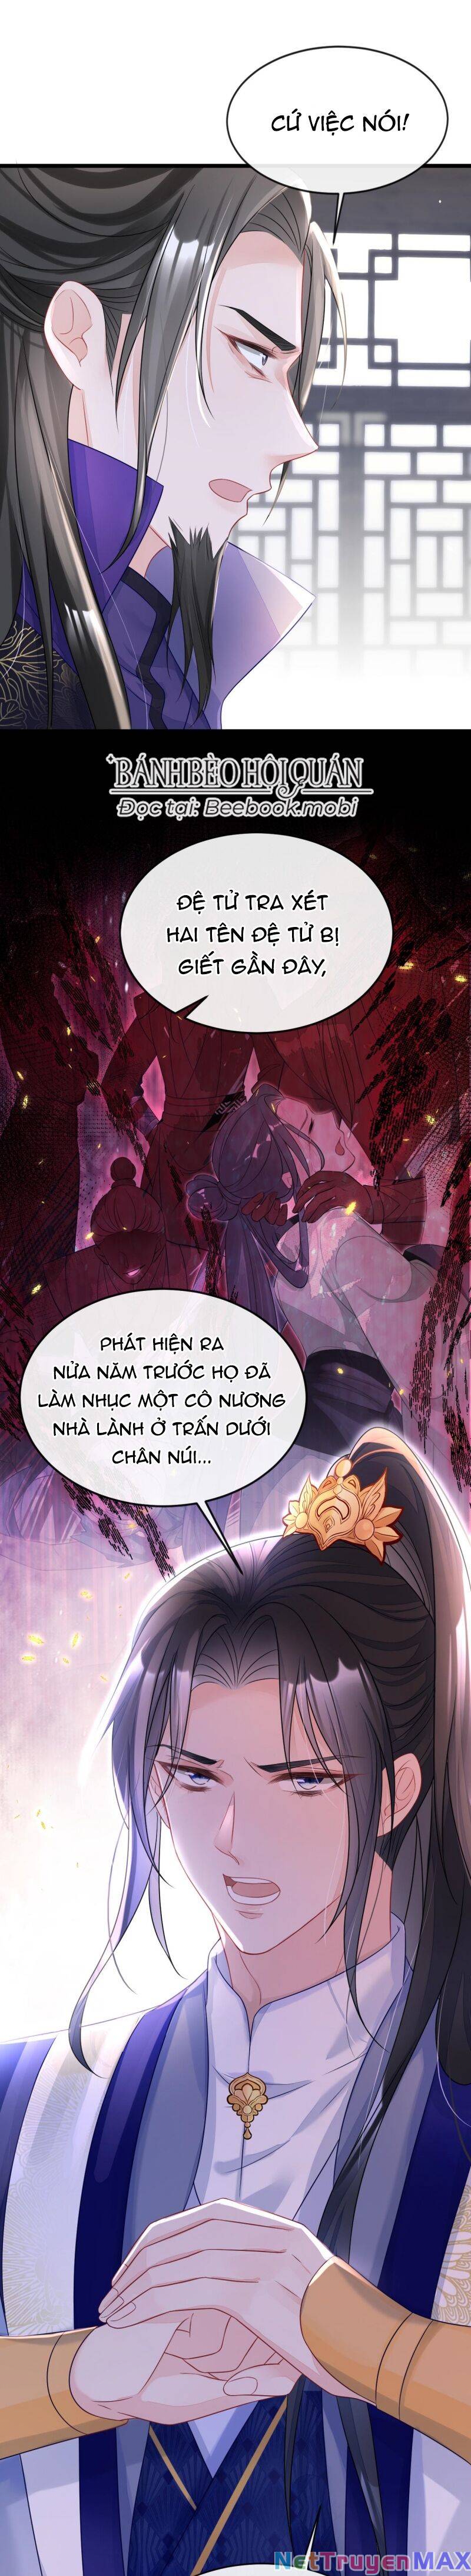 CỨ VIỆC NÓI!
BÁNH BÈO HỘI QUÁN
Đọc tại: Beebook.mobi
ĐỆ TỬ TRA XÉT
HAI TÊN ĐỆ TỬ BỊ
GIẾT GẦN ĐÂY,
PHÁT HIỆN RA
NỬA NĂM TRƯỚC HỌ ĐÃ
LÀM NHỤC MỘT CÔ NƯƠNG
NHÀ LÀNH Ở TRẤN DƯỚI
CHÂN NÚI...
NETTRUYENMAX